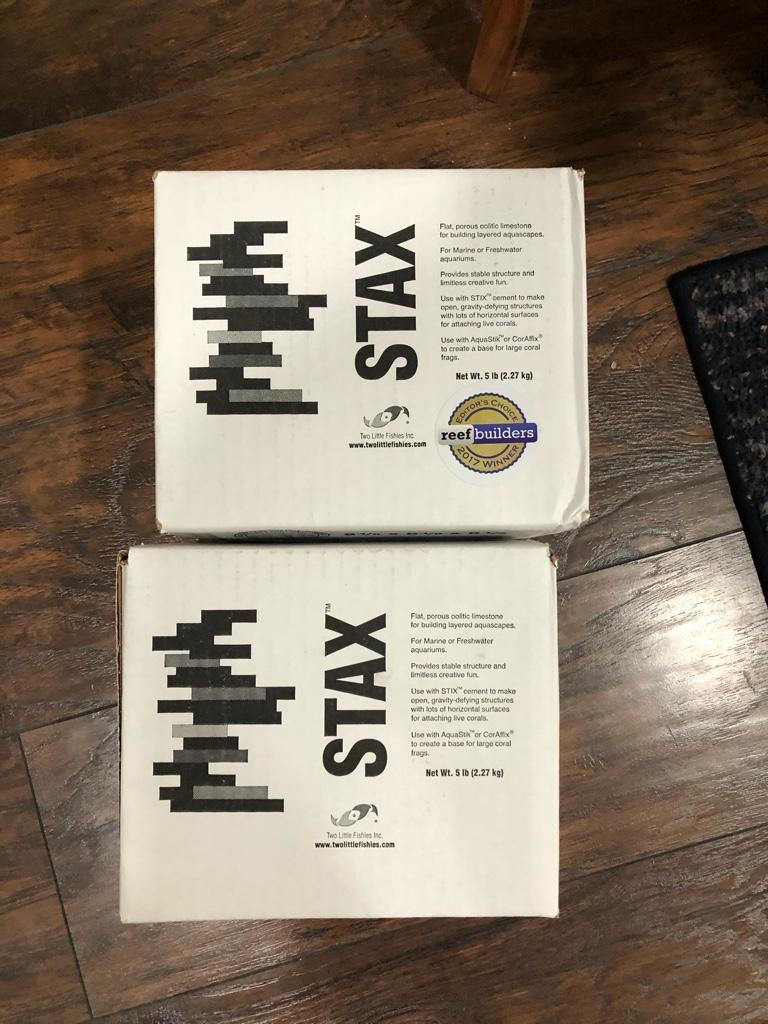 STAX™
Flat, porous oolitic limestone
for building layered aquascapes.
For Marine or Freshwater
aquariums.
Provides stable structure and
limitless creative fun.
Use with STIX™ cement to make
open, gravity-defying structures
with lots of horizontal surfaces
for attaching live corals.
Use with AquaStik™ or CorAffix®
to create a base for large coral
frags.
Net Wt. 5 lb (2.27 kg)
Two Little Fishies Inc.
www.twolittlefishies.com
EDITOR'S CHOICE
reef builders
2017 WINNER
STAX™
Flat, porous oolitic limestone
for building layered aquascapes.
For Marine or Freshwater
aquariums.
Provides stable structure and
limitless creative fun.
Use with STIX™ cement to make
open, gravity-defying structures
with lots of horizontal surfaces
for attaching live corals.
Use with AquaStik™ or CorAffix®
to create a base for large coral
frags.
Net Wt. 5 lb (2.27 kg)
Two Little Fishies Inc.
www.twolittlefishies.com